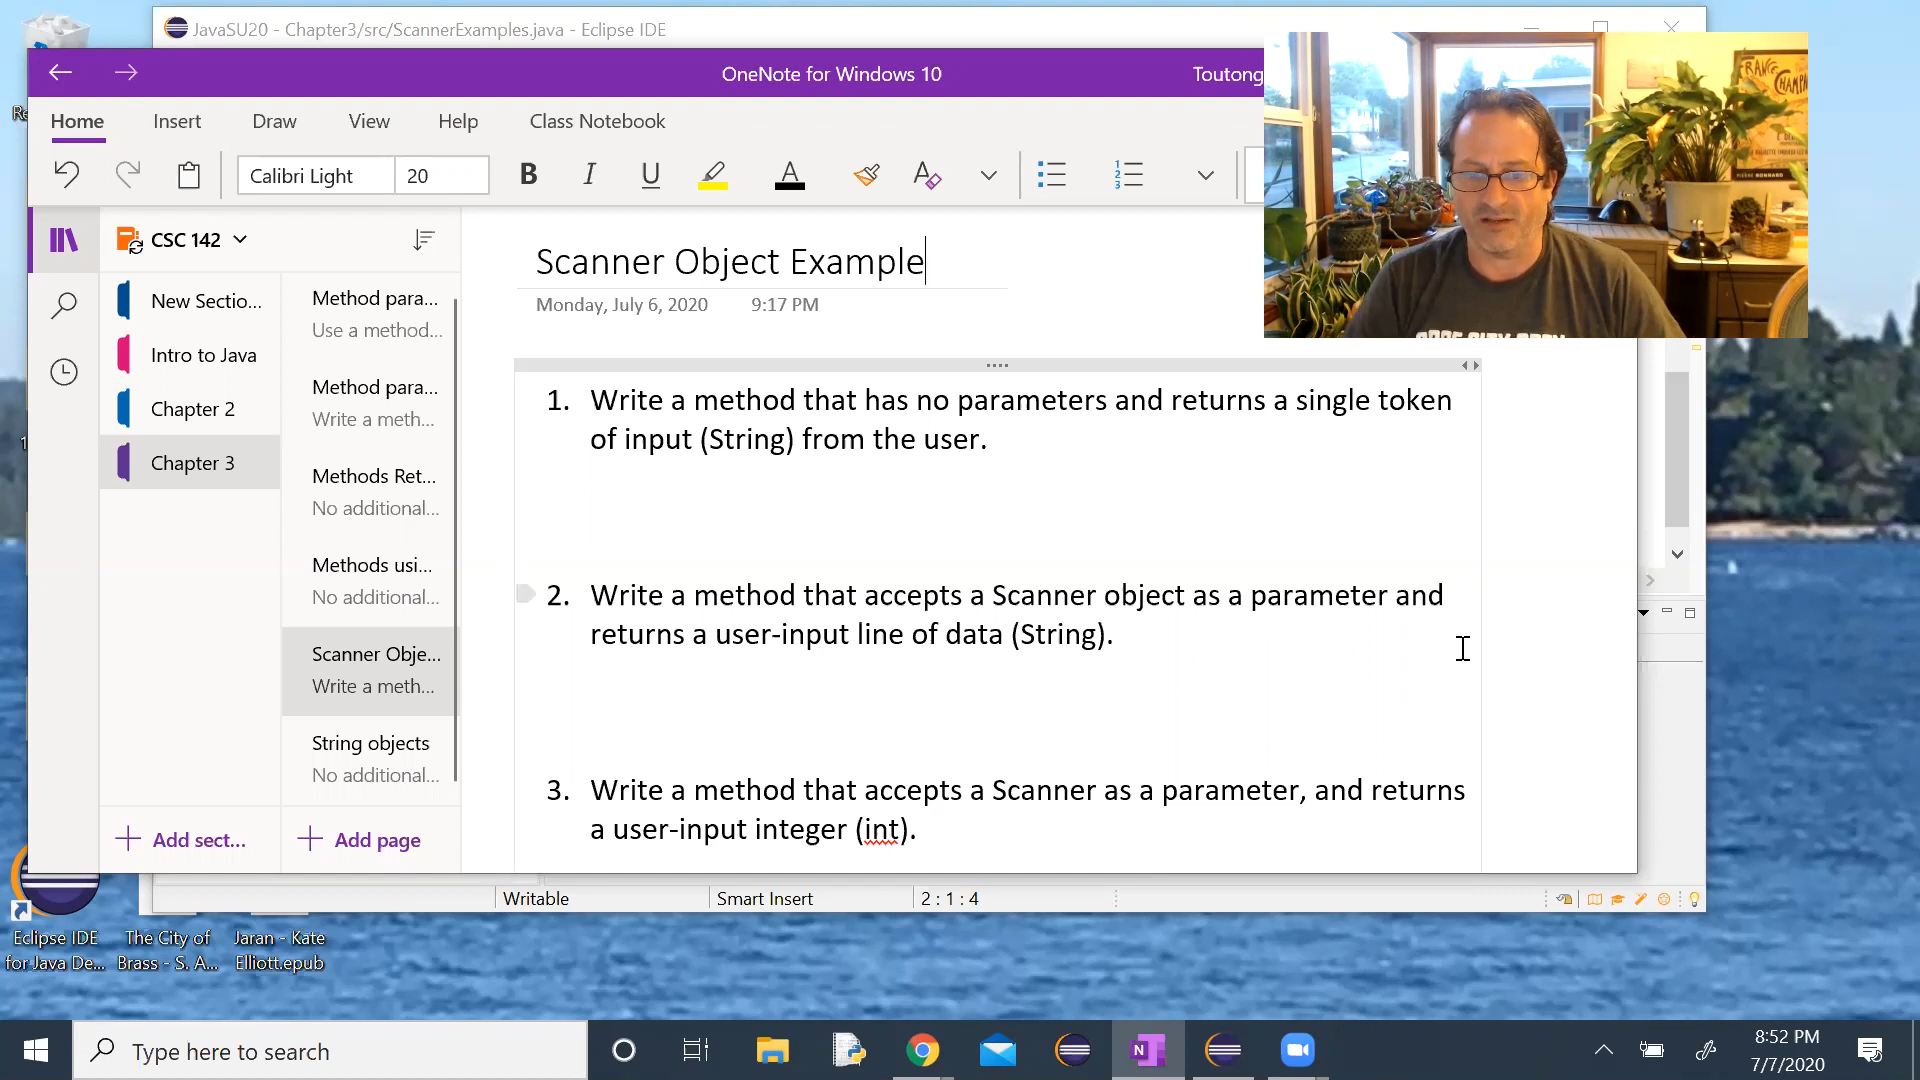 JavaSU20 - Chapter3/src/ScannerExamples.java - Eclipse IDE
OneNote for Windows 10
Toutong
Home
Insert
Draw
View
Help
Class Notebook
Calibri Light
20
B
I
U
A
CSC 142
New Sectio...
Intro to Java
Chapter 2
Chapter 3
Add sect...
Method para...
Use a method...
Method para...
Write a meth...
Methods Ret...
No additional...
Methods usi...
No additional...
Scanner Obje...
Write a meth...
String objects
No additional...
Add page
Scanner Object Example
Monday, July 6, 2020
9:17 PM
1. Write a method that has no parameters and returns a single token
of input (String) from the user.
2. Write a method that accepts a Scanner object as a parameter and
returns a user-input line of data (String).
3. Write a method that accepts a Scanner as a parameter, and returns
a user-input integer (int).
Writable
Smart Insert
2 : 1 : 4
Eclipse IDE
for Java De...
The City of
Brass - S. A...
Jaran - Kate
Elliott.epub
Type here to search
8:52 PM
7/7/2020